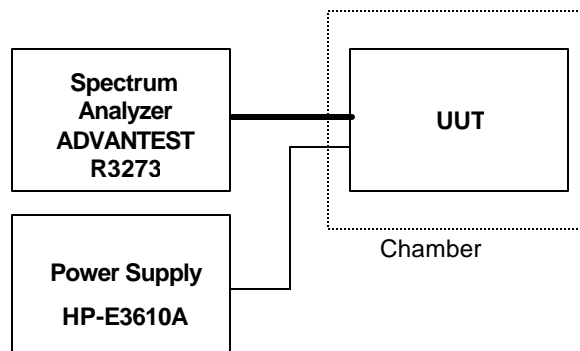 Spectrum
Analyzer
ADVANTEST
R3273
UUT
Chamber
Power Supply
HP-E3610A